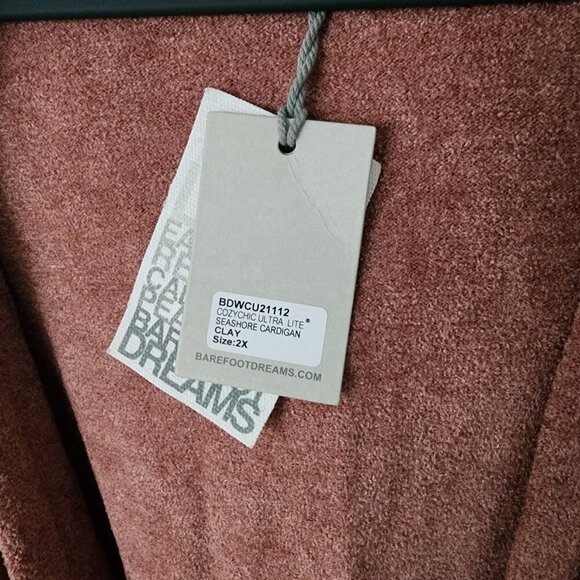 BDWCU21112
COZYCHIC ULTRA LITE®
SEASHORE CARDIGAN
CLAY
Size:2X
BAREFOOTDREAMS.COM
DREAMS